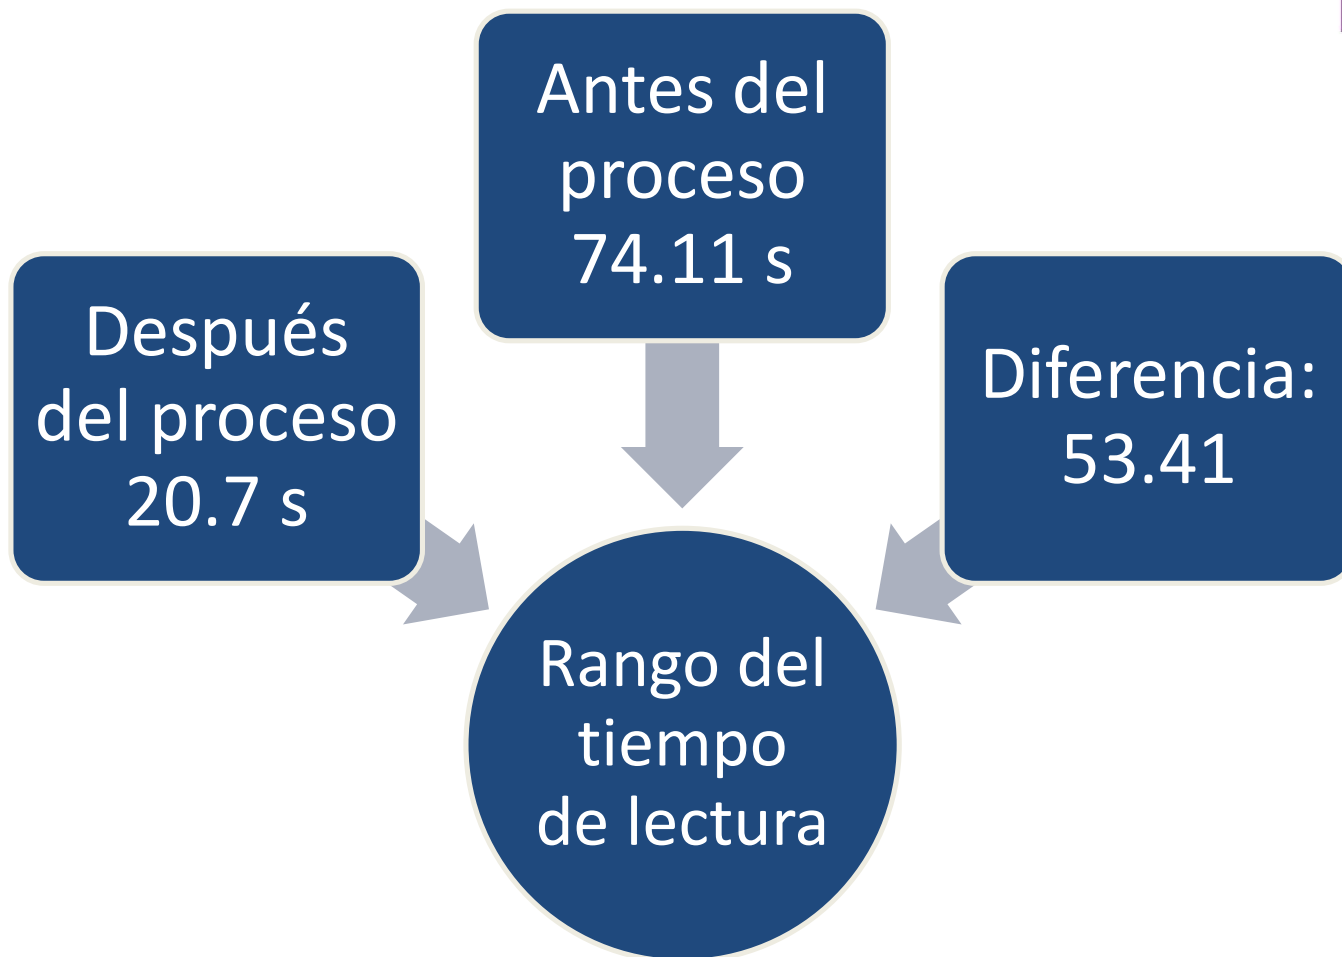 Antes del
proceso
74.11 s
Después
del proceso
20.7 s
Diferencia:
53.41
Rango del
tiempo
de lectura